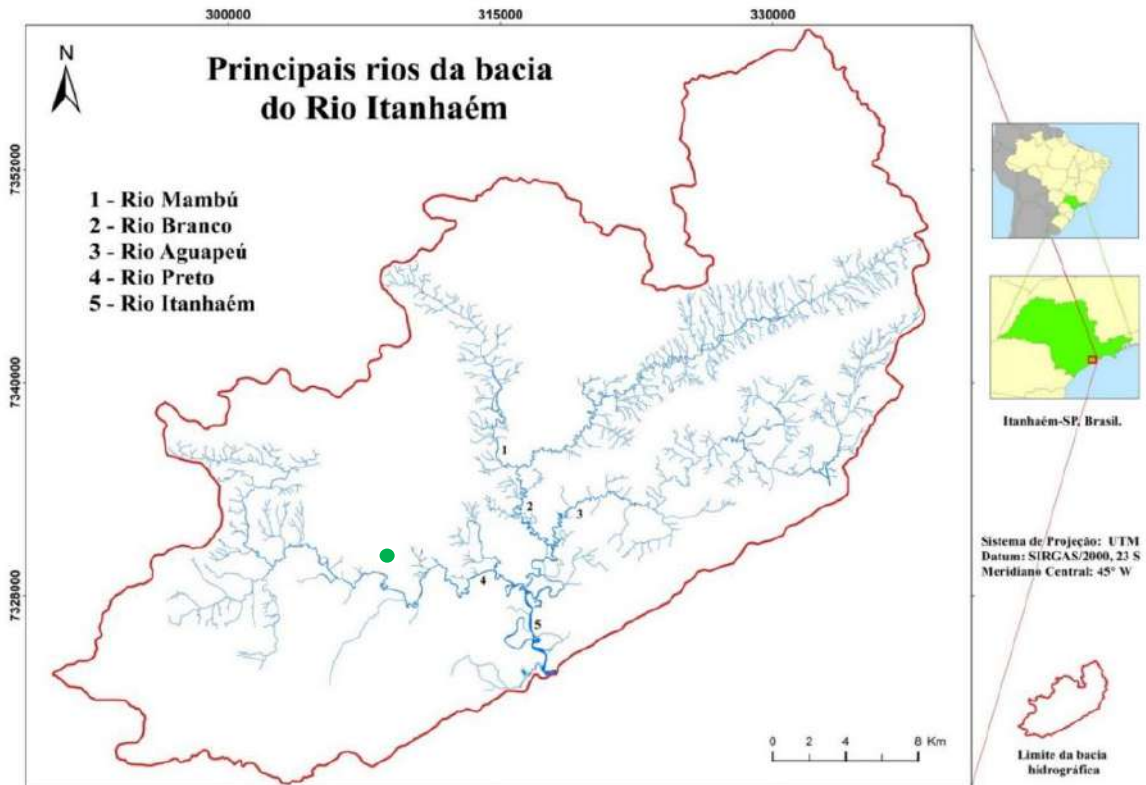 300000
315000
330000
N
Principais rios da bacia
do Rio Itanhaém
7352000
7340000
7328000
1 - Rio Mambú
2 - Rio Branco
3 - Rio Aguapeú
4 - Rio Preto
5 - Rio Itanhaém
1
2
3
4
5
0 2 4 8 Km
Itanhaém-SP. Brasil.
Sistema de Projeção: UTM
Datum: SIRGAS/2000, 23 S
Meridiano Central: 45° W
Limite da bacia
hidrográfica